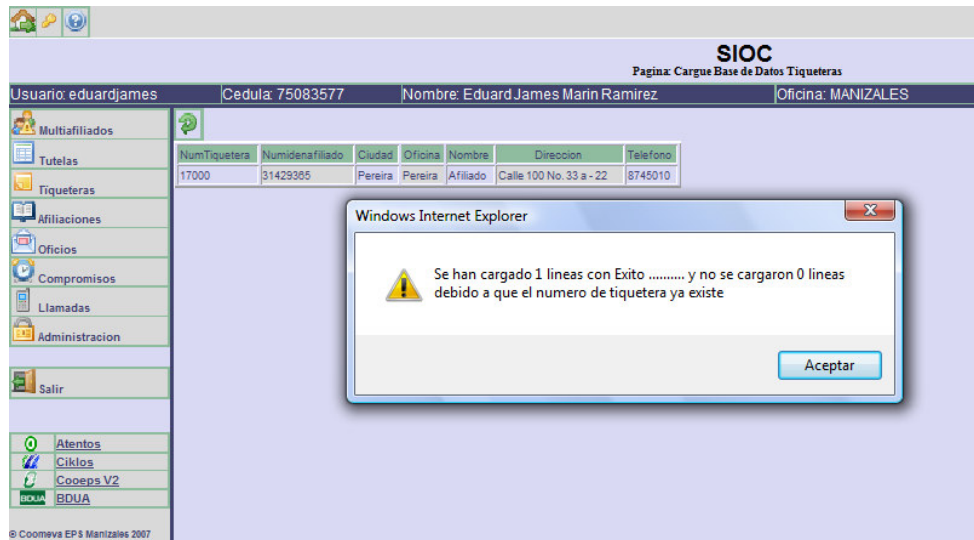 SIOC
Pagina: Cargue Base de Datos Tiqueteras
Usuario: eduardjames Cedula: 75083577 Nombre: Eduard James Marin Ramirez Oficina: MANIZALES
Multiafiliados
Tutelas
Tiqueteras
Afiliaciones
Oficios
Compromisos
Llamadas
Administracion
Salir
Atentos
Ciklos
Cooeps V2
BDUA BDUA
© Coomeva EPS Manizales 2007
NumTiquetera Numidenafiliado Ciudad Oficina Nombre Direccion Telefono
17000 31429365 Pereira Pereira Afiliado Calle 100 No. 33 a - 22 8745010
Windows Internet Explorer
Se han cargado 1 lineas con Exito .......... y no se cargaron 0 lineas
debido a que el numero de tiquetera ya existe
Aceptar